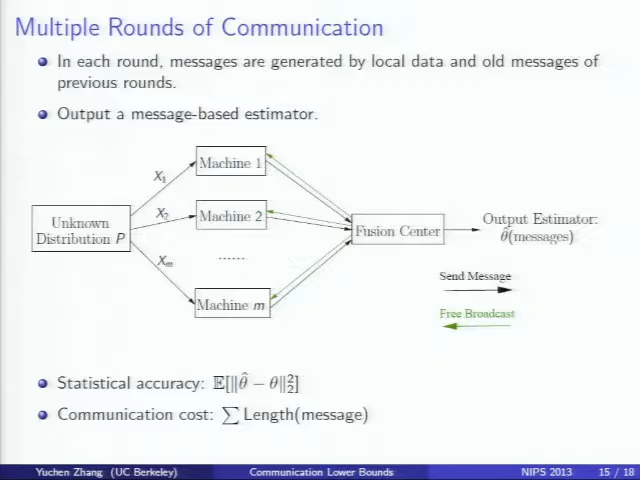 Multiple Rounds of Communication
In each round, messages are generated by local data and old messages of
previous rounds.
Output a message-based estimator.
Unknown
Distribution P
X₁
X₂
Xₘ
Machine 1
Machine 2
......
Machine m
Fusion Center
Output Estimator:
θ̂(messages)
Send Message
Free Broadcast
Statistical accuracy: 𝔼[‖θ̂ − θ‖₂²]
Communication cost: ∑ Length(message)
Yuchen Zhang (UC Berkeley) Communication Lower Bounds NIPS 2013 15 / 18